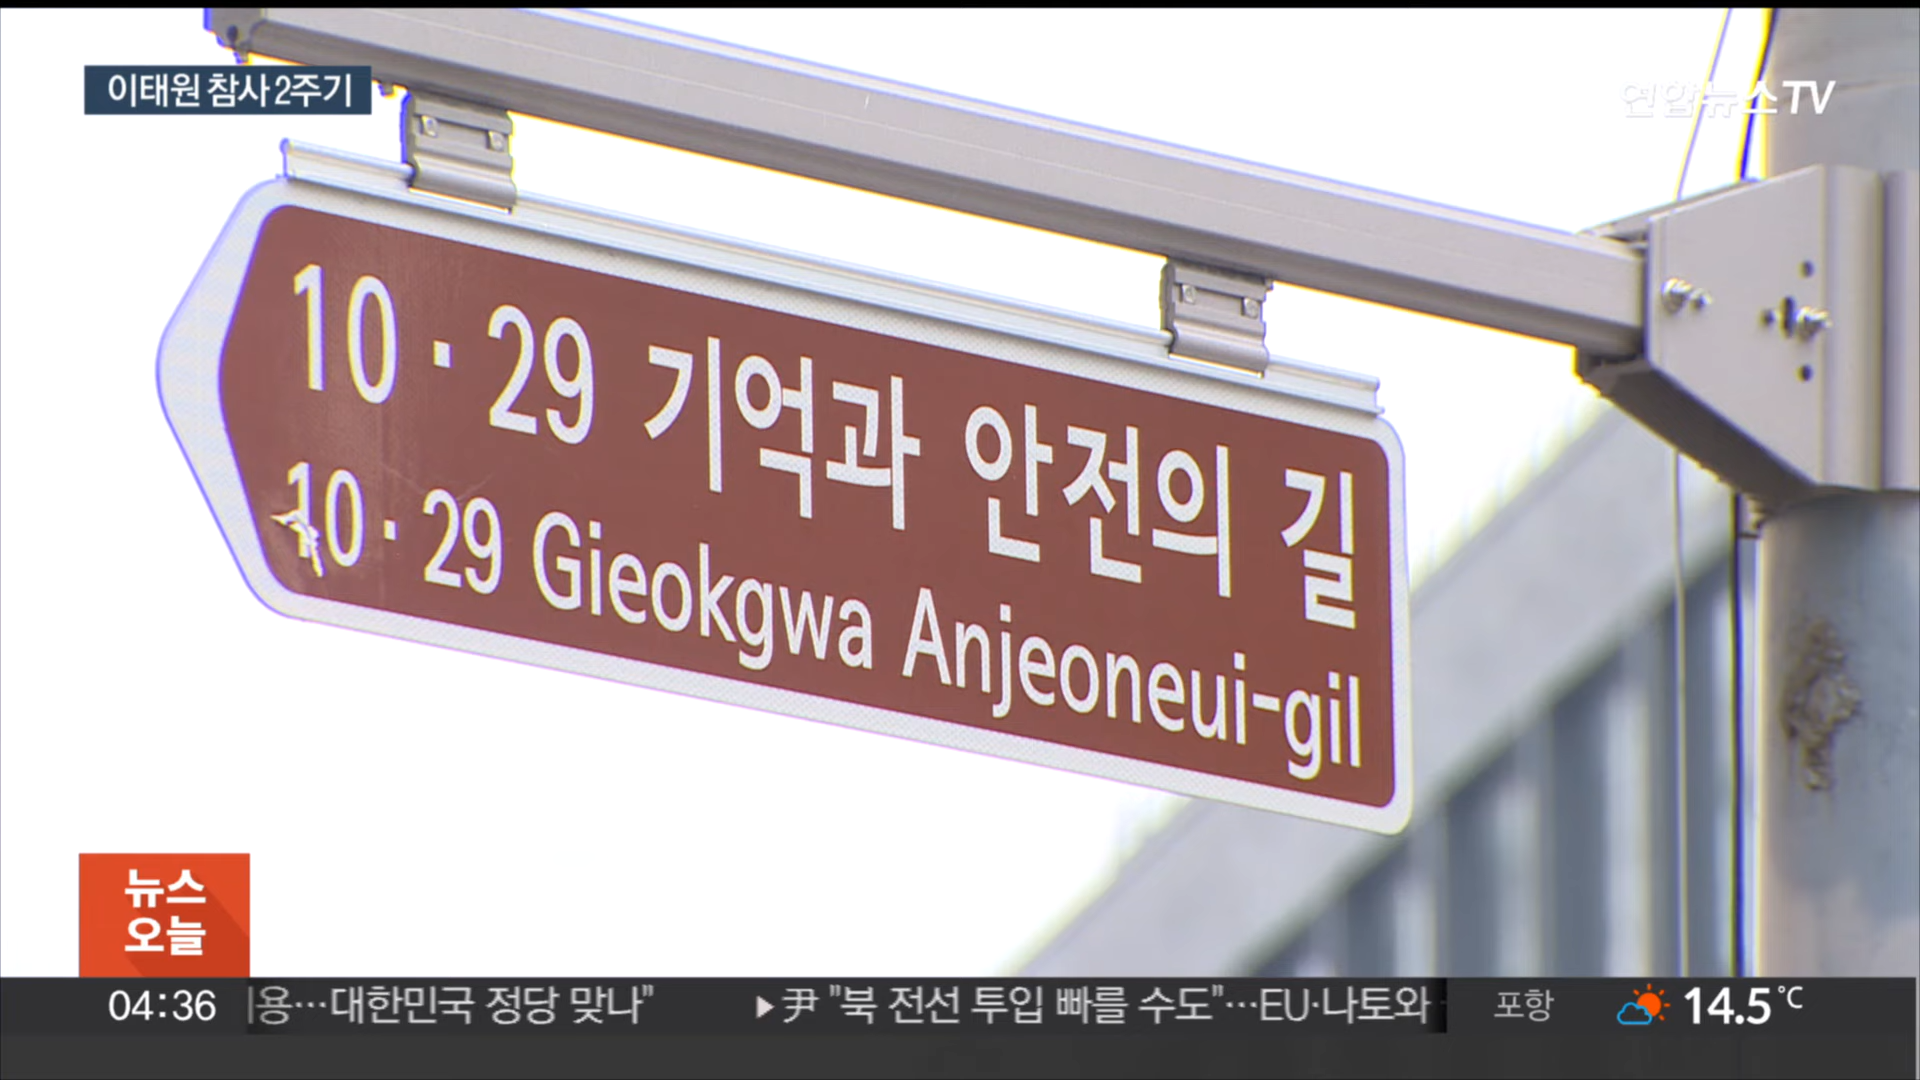 이태원 참사 2주기
연합뉴스TV
10·29 기억과 안전의 길
10·29 Gieokgwa Anjeoneui-gil
뉴스
오늘
04:36 용…대한민국 정당 맞나" ▶尹 "북 전선 투입 빠를 수도"…EU·나토와 포항 14.5℃